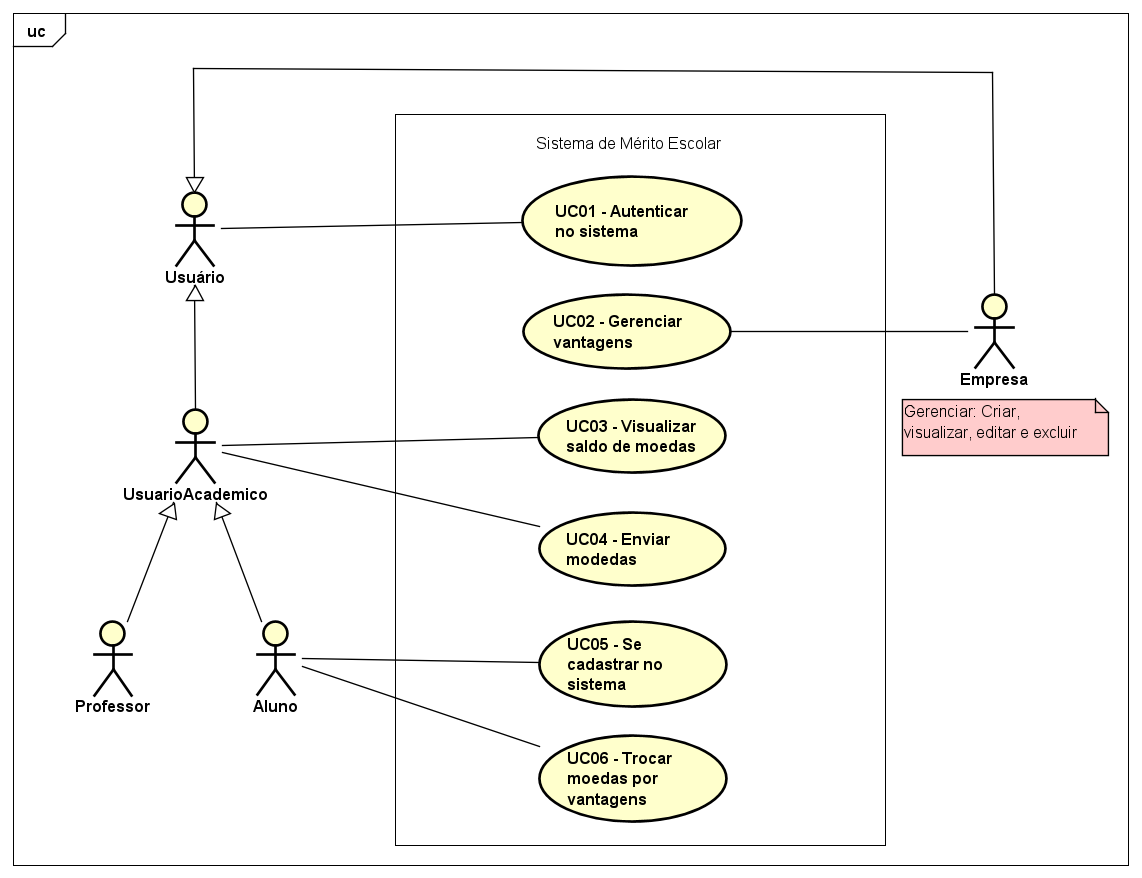 uc
Sistema de Mérito Escolar
UC01 - Autenticar
no sistema
Usuário
UC02 - Gerenciar
vantagens
Empresa
Gerenciar: Criar,
visualizar, editar e excluir
UC03 - Visualizar
saldo de moedas
UsuarioAcademico
UC04 - Enviar
modedas
UC05 - Se
cadastrar no
sistema
Professor
Aluno
UC06 - Trocar
moedas por
vantagens